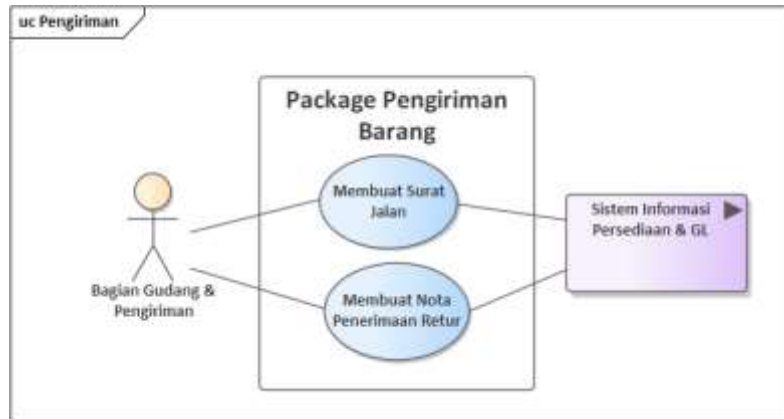 uc Pengiriman
Package Pengiriman
Barang
Membuat Surat
Jalan
Sistem Informasi
Persediaan & GL
Bagian Gudang &
Pengiriman
Membuat Nota
Penerimaan Retur